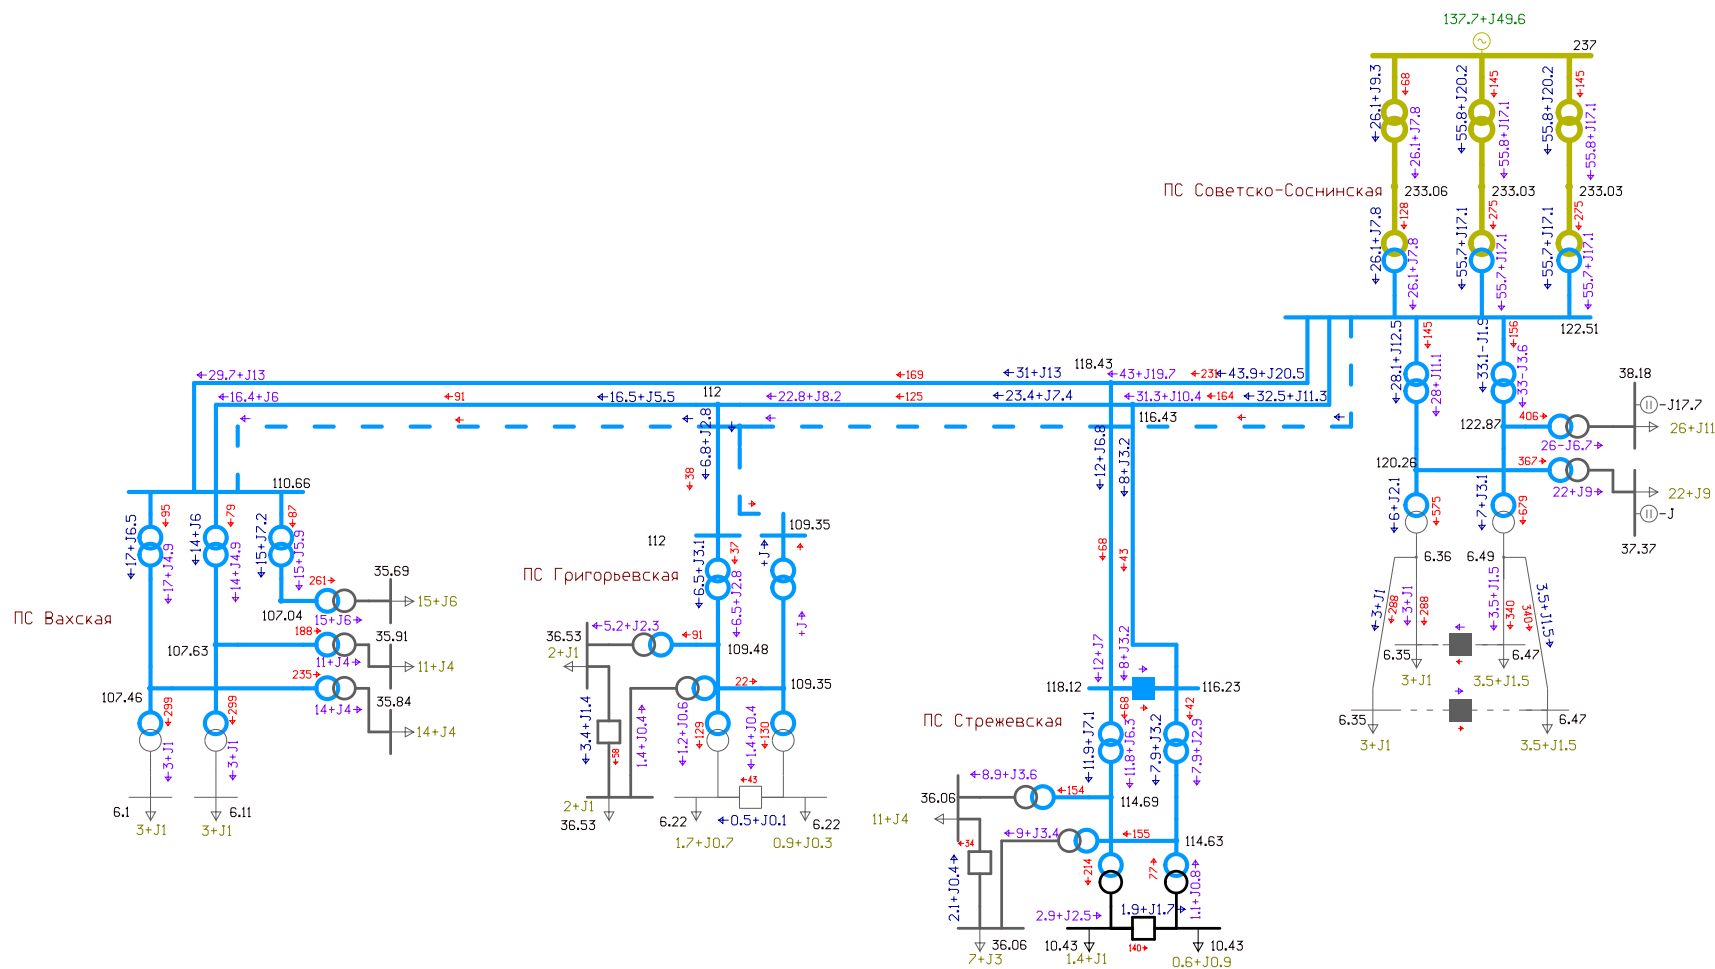 137.7+J49.6
237
←26.1+J9.3
←68
←26.1+J7.8
←55.8+J20.2
←145
←55.8+J17.1
←55.8+J20.2
←145
←55.8+J17.1
ПС Советско-Соснинская
233.06
233.03
233.03
←26.1+J7.8
←128
←26.1+J7.8
←55.7+J17.1
←275
←55.7+J17.1
←55.7+J17.1
←275
←55.7+J17.1
122.51
←28.1+J12.5
←145
←28+J11.1
←33.1-J1.9
←156
←33-J3.6
38.18
-J17.7
26+J11
406→
26-J6.7→
122.87
120.26
367→
22+J9→
22+J9
-J
37.37
←6+J2.1
←575
←7+J3.1
←679
6.36
6.49
←3+J1
←288
←3+J1
←288
←3.5+J1.5
←340
340→
3.5+J1.5→
6.35
6.47
3+J1
3.5+J1.5
6.35
6.47
3+J1
3.5+J1.5
118.43
←29.7+J13
←169
←31+J13
←43+J19.7
←231
←43.9+J20.5
112
←16.4+J6
←91
←16.5+J5.5
←22.8+J8.2
←125
←23.4+J7.4
←31.3+J10.4
←164
←32.5+J11.3
116.43
←6.8+J2.8
←38
←12+J6.8
←8+J3.2
←68
←43
110.66
←17+J6.5
←95
←17+J4.9
←14+J6
←79
←14+J4.9
←15+J7.2
←87
←15+J5.9
ПС Вахская
261→
15+J6→
107.04
35.69
15+J6
188→
11+J4→
107.63
35.91
11+J4
235→
14+J4→
107.46
35.84
14+J4
←299
←3+J1
←299
←3+J1
6.1
6.11
3+J1
3+J1
109.35
112
ПС Григорьевская
←6.5+J3.1
←37
←6.5+J2.8
←J
←J
36.53
2+J1
←5.2+J2.3
←91
109.48
22→
109.35
←3.4+J1.4
←58
1.4+J0.4→
←1.2+J0.6
←129
←1.4+J0.4
←130
2+J1
36.53
←43
6.22
←0.5+J0.1
6.22
1.7+J0.7
0.9+J0.3
←12+J7
←8+J3.2
118.12
116.23
ПС Стрежевская
←68
←42
←11.9+J7.1
←11.8+J6.3
←7.9+J3.2
←7.9+J2.9
←8.9+J3.6
←154
36.06
114.69
11+J4
←9+J3.4
←155
114.63
←34
2.1+J0.4→
←214
77→
1.1+J0.8→
2.9+J2.5→
1.9+J1.7→
140→
36.06
7+J3
10.43
1.4+J1
10.43
0.6+J0.9